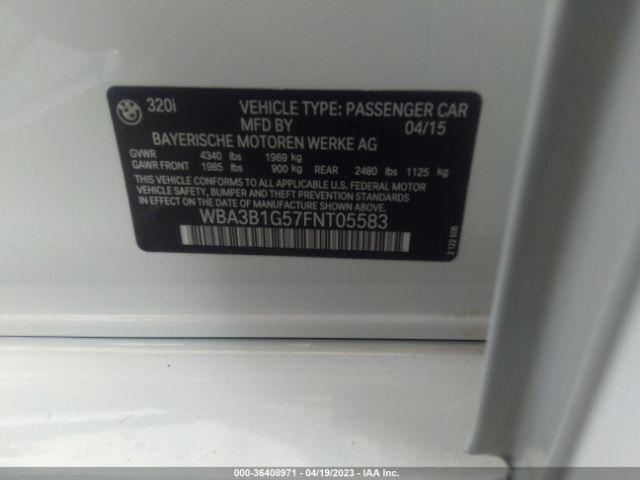 320i VEHICLE TYPE: PASSENGER CAR
MFD BY 04/15
BAYERISCHE MOTOREN WERKE AG
GVWR 4340 lbs 1969 kg
GAWR FRONT 1985 lbs 900 kg REAR 2480 lbs 1125 kg
THIS VEHICLE CONFORMS TO ALL APPLICABLE U.S. FEDERAL MOTOR
VEHICLE SAFETY, BUMPER AND THEFT PREVENTION STANDARDS
IN EFFECT ON THE DATE OF MANUFACTURE SHOWN ABOVE.
WBA3B1G57FNT05583
2 122 606
000-36408971 - 04/19/2023 - IAA Inc.